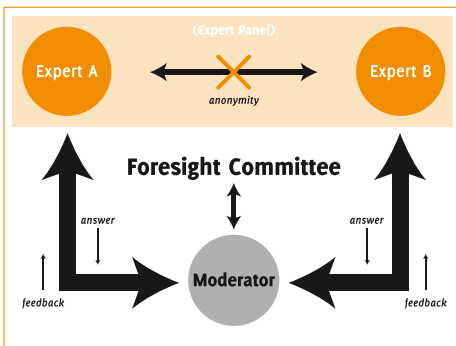 (Expert Panel)
Expert A
Expert B
anonymity
Foresight Committee
answer
answer
Moderator
feedback
feedback